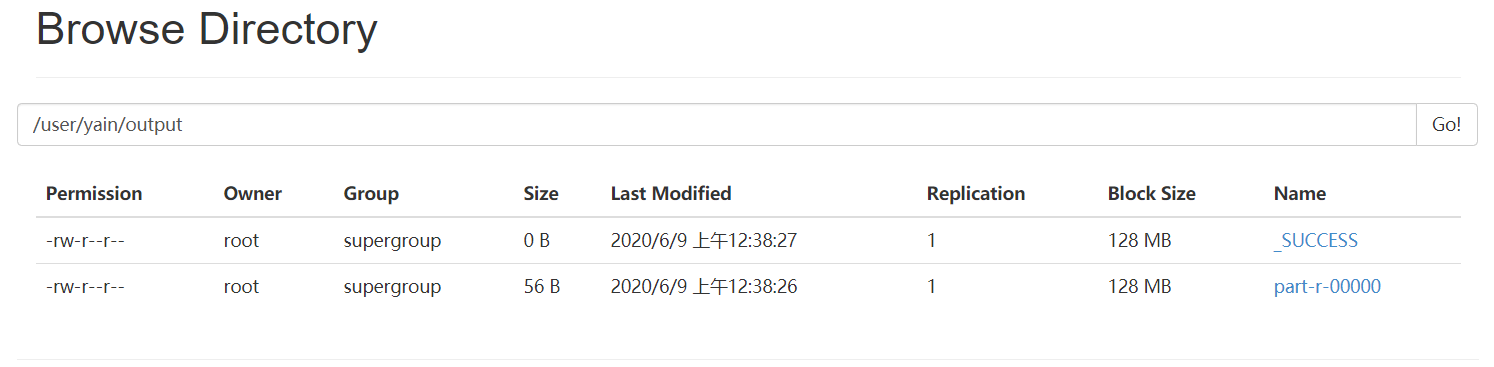 Browse Directory
/user/yain/output Go!
Permission Owner Group Size Last Modified Replication Block Size Name
-rw-r--r-- root supergroup 0 B 2020/6/9 上午12:38:27 1 128 MB _SUCCESS
-rw-r--r-- root supergroup 56 B 2020/6/9 上午12:38:26 1 128 MB part-r-00000